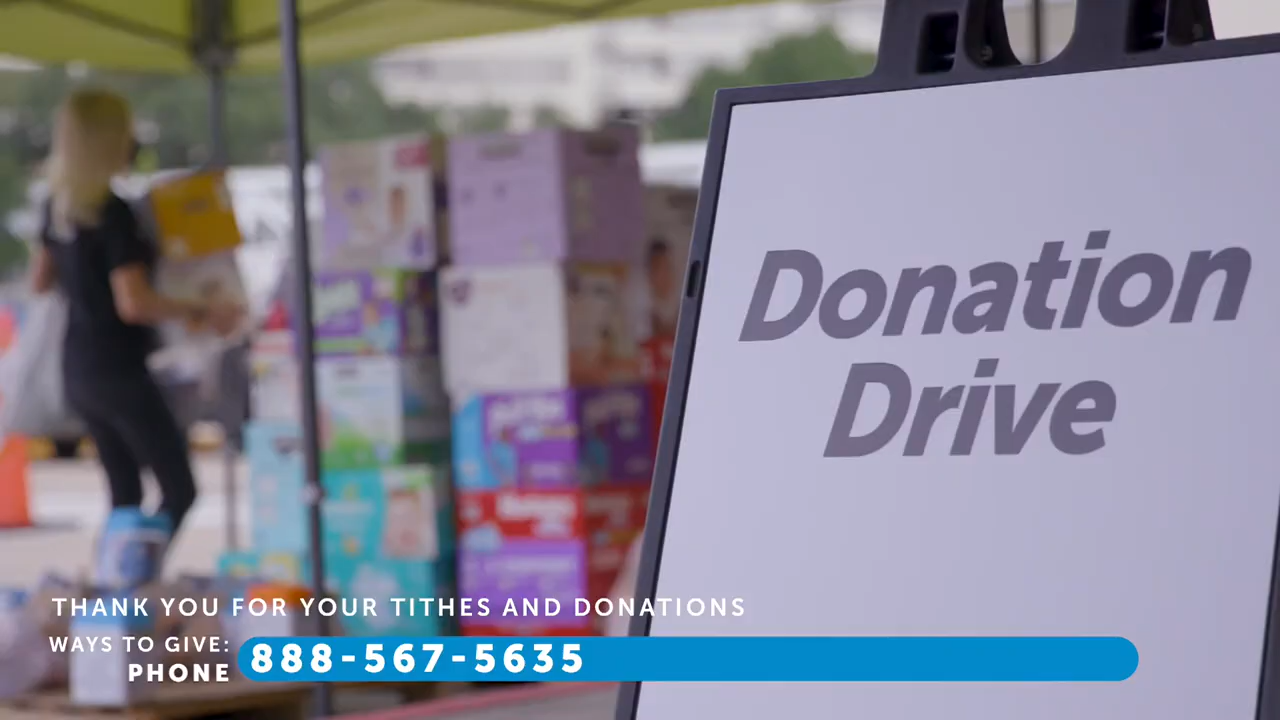 Donation
Drive
THANK YOU FOR YOUR TITHES AND DONATIONS
WAYS TO GIVE:
PHONE
888-567-5635